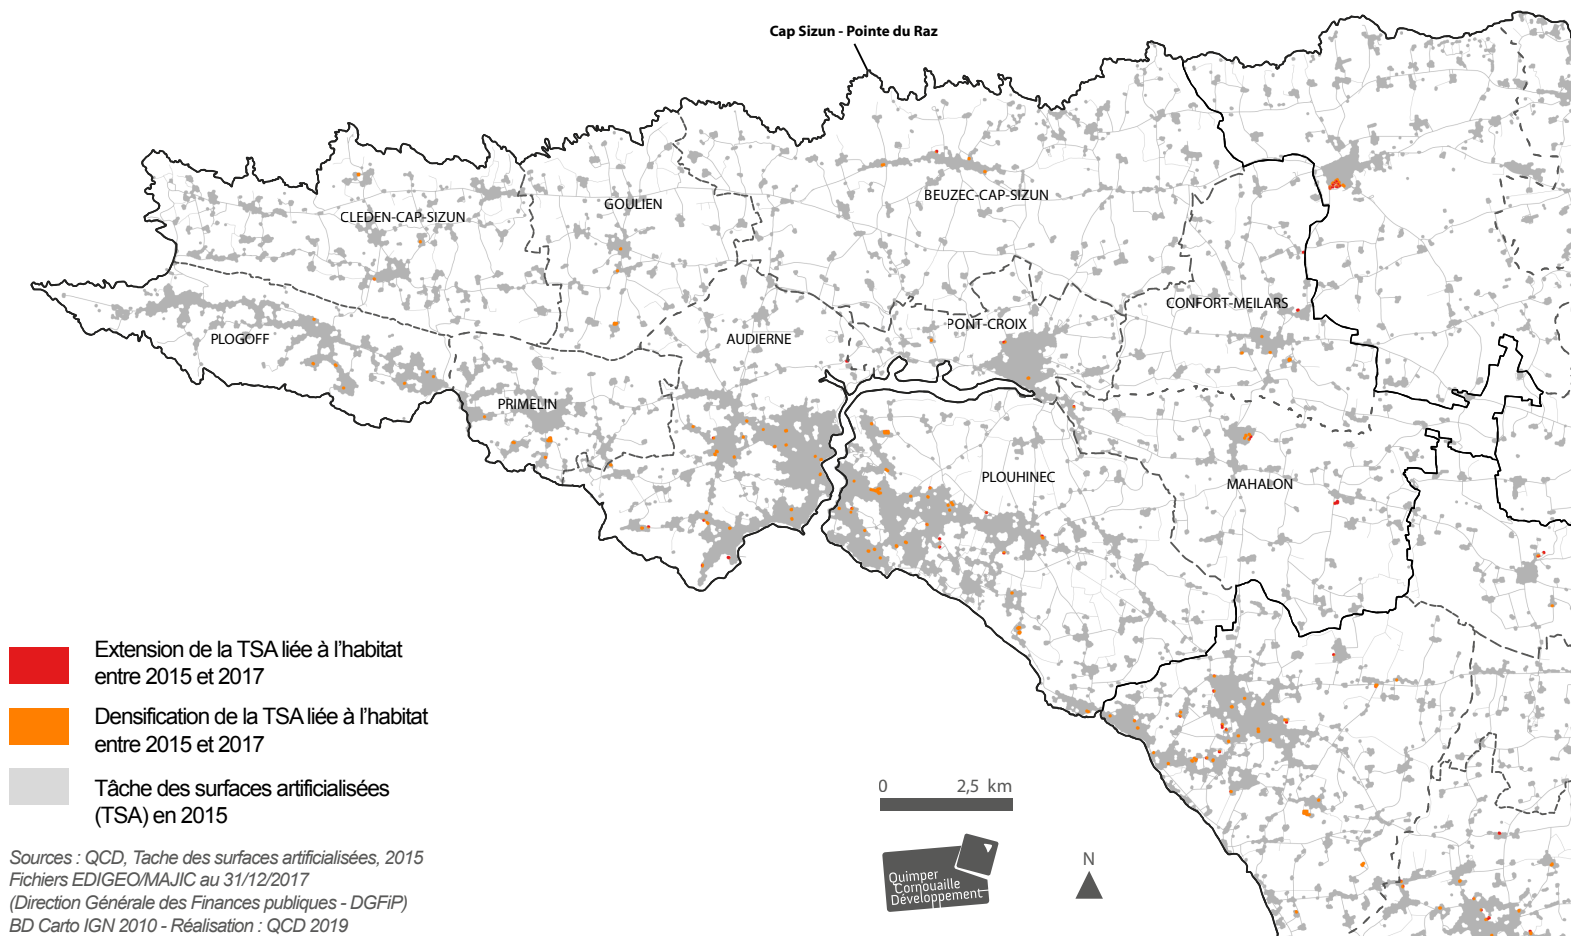 Cap Sizun - Pointe du Raz
CLEDEN-CAP-SIZUN
GOULIEN
BEUZEC-CAP-SIZUN
CONFORT-MEILARS
PLOGOFF
AUDIERNE
PONT-CROIX
PRIMELIN
PLOUHINEC
MAHALON
Extension de la TSA liée à l'habitat
entre 2015 et 2017
Densification de la TSA liée à l'habitat
entre 2015 et 2017
Tâche des surfaces artificialisées
(TSA) en 2015
Sources : QCD, Tache des surfaces artificialisées, 2015
Fichiers EDIGEO/MAJIC au 31/12/2017
(Direction Générale des Finances publiques - DGFiP)
BD Carto IGN 2010 - Réalisation : QCD 2019
0 2,5 km
Quimper
Cornouaille
Développement
N